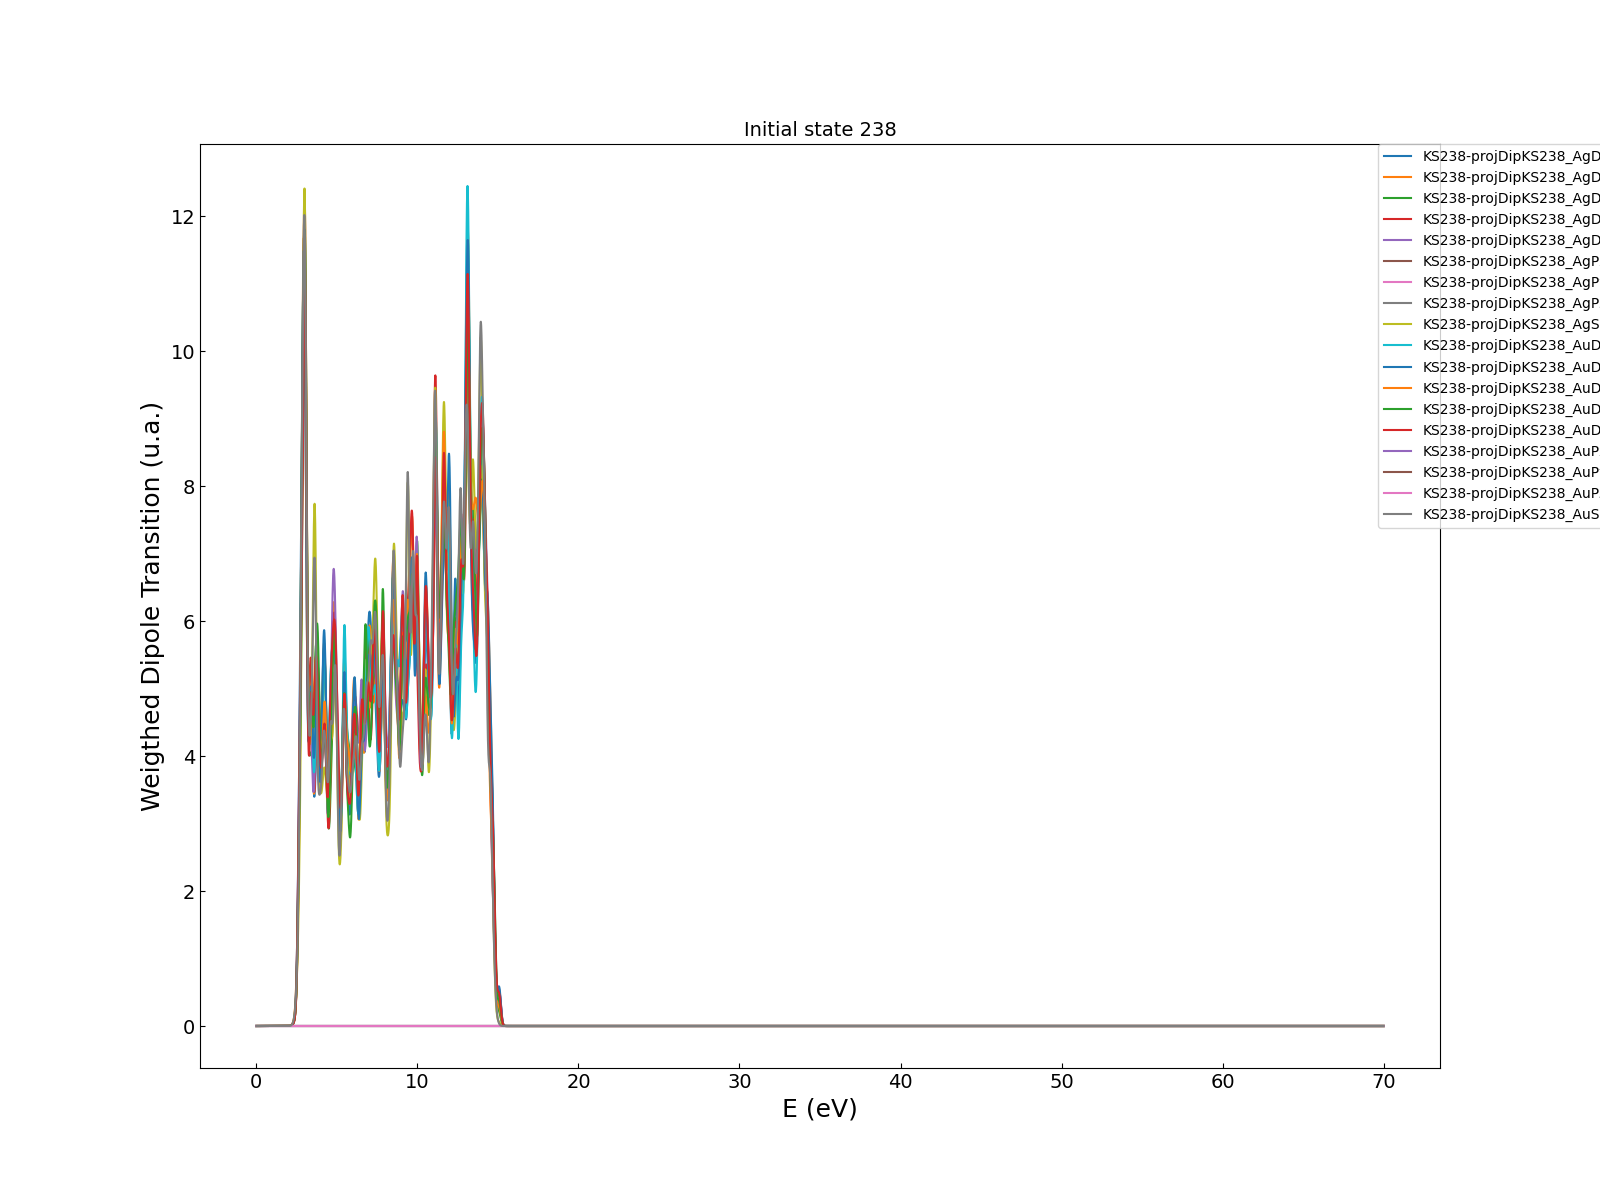 Initial state 238
Weigthed Dipole Transition (u.a.)
12
10
8
6
4
2
0
0 10 20 30 40 50 60 70
E (eV)
KS238-projDipKS238_AgD
KS238-projDipKS238_AgD
KS238-projDipKS238_AgD
KS238-projDipKS238_AgD
KS238-projDipKS238_AgD
KS238-projDipKS238_AgP
KS238-projDipKS238_AgP
KS238-projDipKS238_AgP
KS238-projDipKS238_AgS
KS238-projDipKS238_AuD
KS238-projDipKS238_AuD
KS238-projDipKS238_AuD
KS238-projDipKS238_AuD
KS238-projDipKS238_AuD
KS238-projDipKS238_AuP
KS238-projDipKS238_AuP
KS238-projDipKS238_AuP
KS238-projDipKS238_AuS